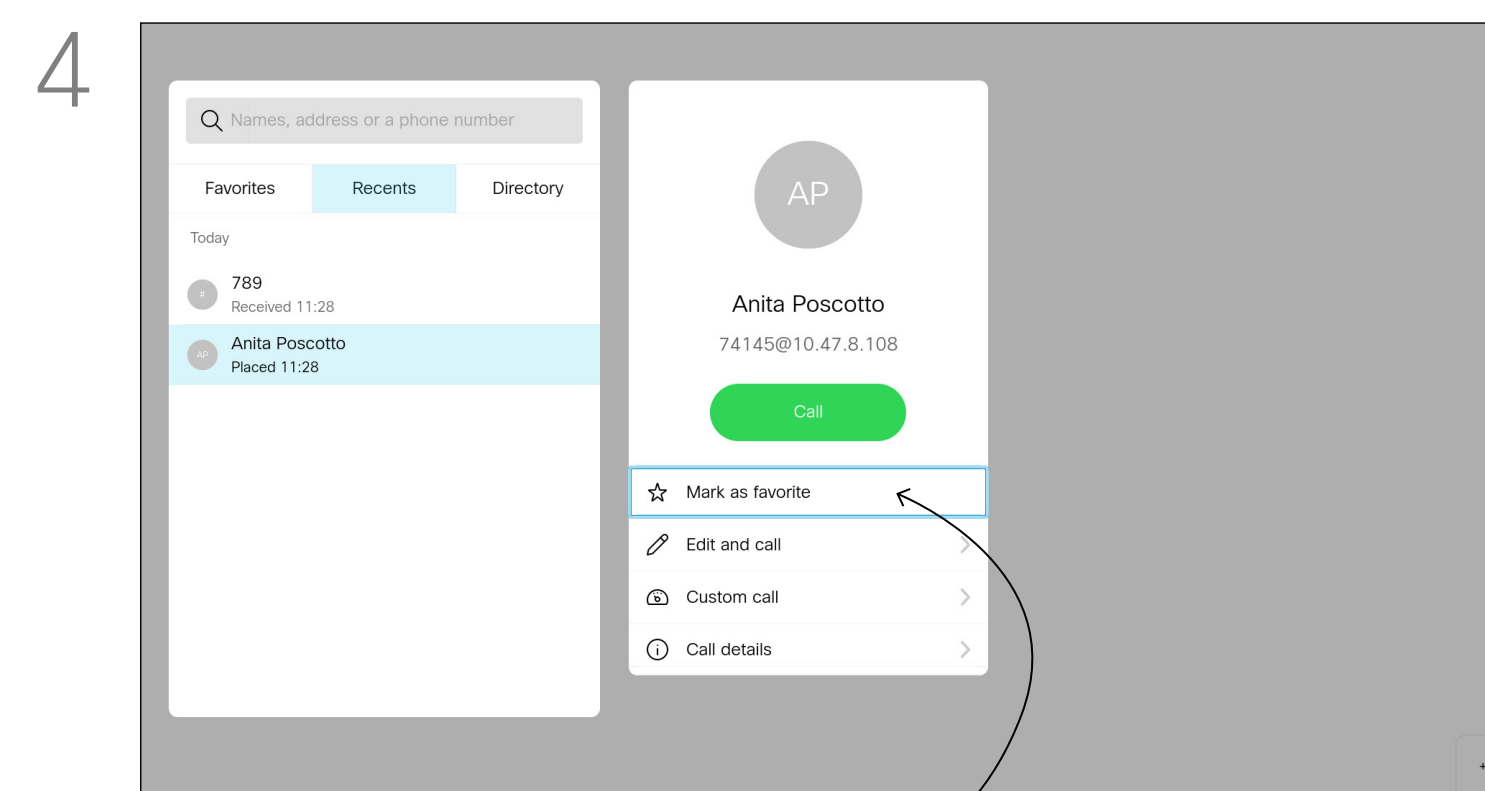 4
Names, address or a phone number
Favorites Recents Directory
Today
#
789
Received 11:28
AP
Anita Poscotto
Placed 11:28
AP
Anita Poscotto
74145@10.47.8.108
Call
Mark as favorite
Edit and call
Custom call
Call details
+